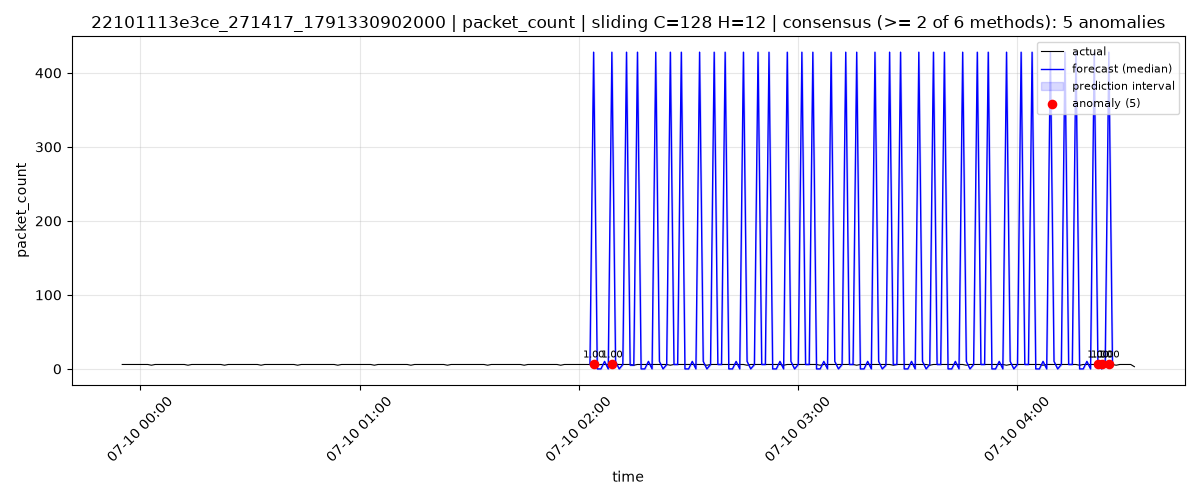 22101113e3ce_271417_1791330902000 | packet_count | sliding C=128 H=12 | consensus (>= 2 of 6 methods): 5 anomalies
actual
forecast (median)
prediction interval
anomaly (5)
400
300
200
100
0
packet_count
1.00
1.00
07-10 00:00
07-10 01:00
07-10 02:00
07-10 03:00
07-10 04:00
time